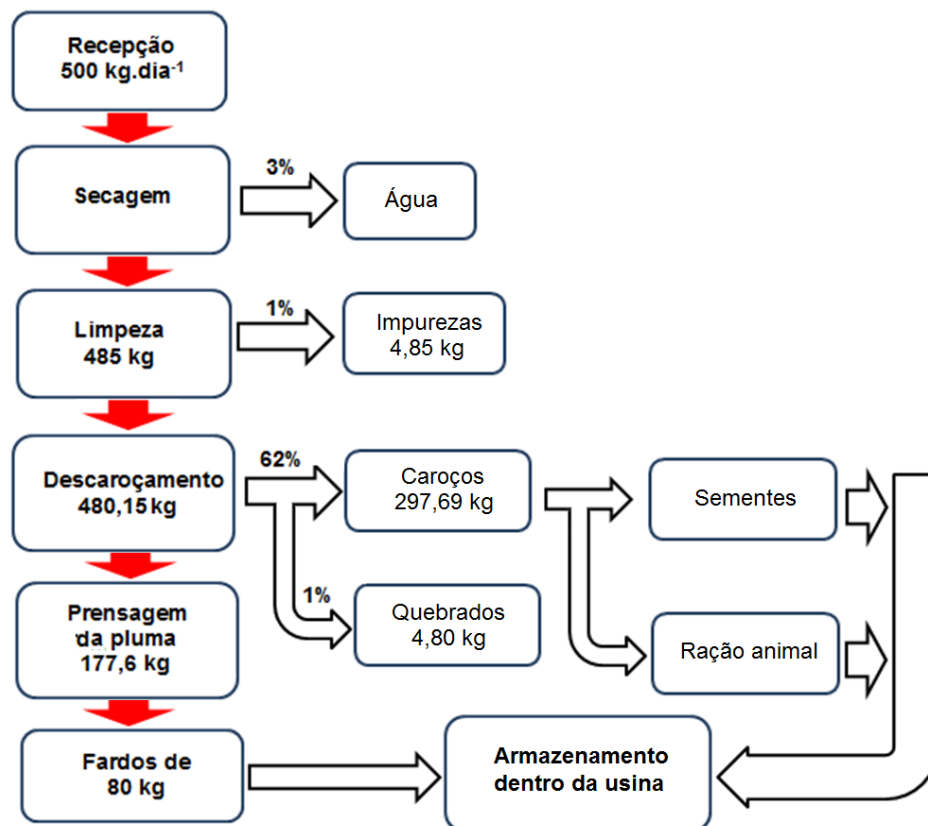 Recepção
500 kg.dia⁻¹
Secagem
3%
Água
Limpeza
485 kg
1%
Impurezas
4,85 kg
Descaroçamento
480,15 kg
62%
Caroços
297,69 kg
Sementes
1%
Quebrados
4,80 kg
Ração animal
Prensagem
da pluma
177,6 kg
Fardos de
80 kg
Armazenamento
dentro da usina